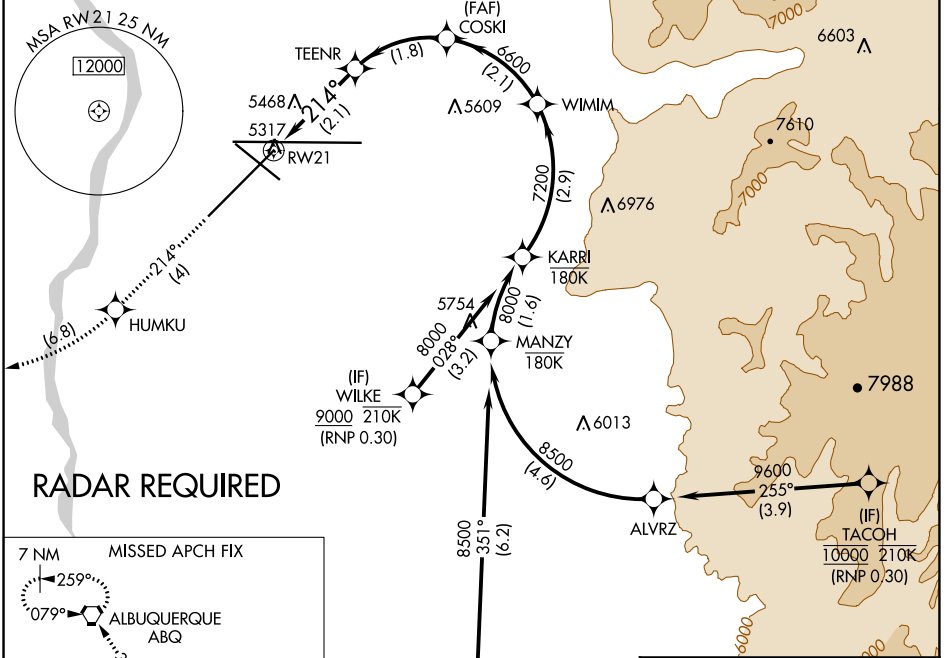 MSA RW21 25 NM
12000
(FAF)
COSKI
TEENR
(1.8)
6600
(2.1)
6603
5468
214°
(2.1)
5609
WIMIM
7610
7000
5317
RW21
7000
7200
(2.9)
6976
214°
(4)
KARRI
180K
HUMKU
(6.8)
5754
8000
(1.6)
8000
028°
(3.2)
MANZY
180K
(IF)
WILKE
9000 210K
(RNP 0.30)
7988
6013
8500
(4.6)
RADAR REQUIRED
9600
255°
(3.9)
ALVRZ
(IF)
TACOH
10000 210K
(RNP 0.30)
8500
351°
(6.2)
MISSED APCH FIX
7 NM
259°
079°
ALBUQUERQUE
ABQ
6000